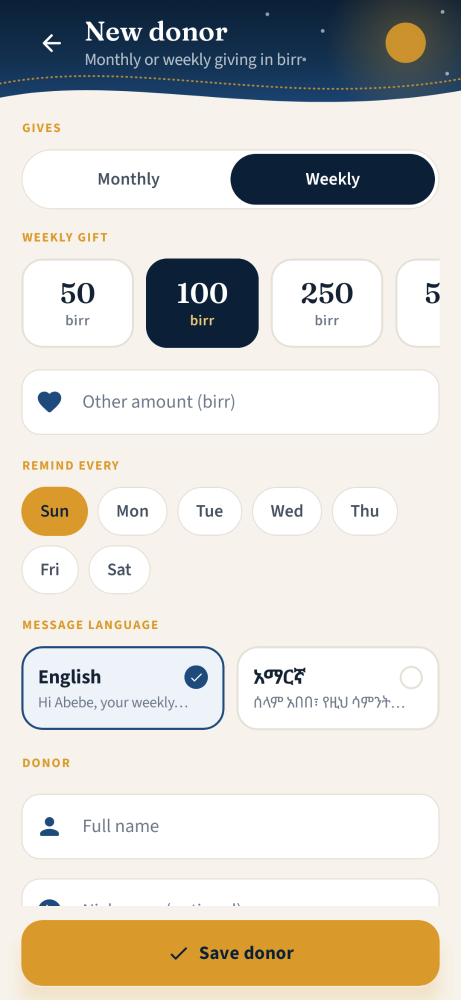 New donor
Monthly or weekly giving in birr
GIVES
Monthly
Weekly
WEEKLY GIFT
50
birr
100
birr
250
birr
5
Other amount (birr)
REMIND EVERY
Sun
Mon
Tue
Wed
Thu
Fri
Sat
MESSAGE LANGUAGE
English
Hi Abebe, your weekly…
አማርኛ
ሰላም አበበ፣ የዚህ ሳምንት…
DONOR
Full name
Save donor